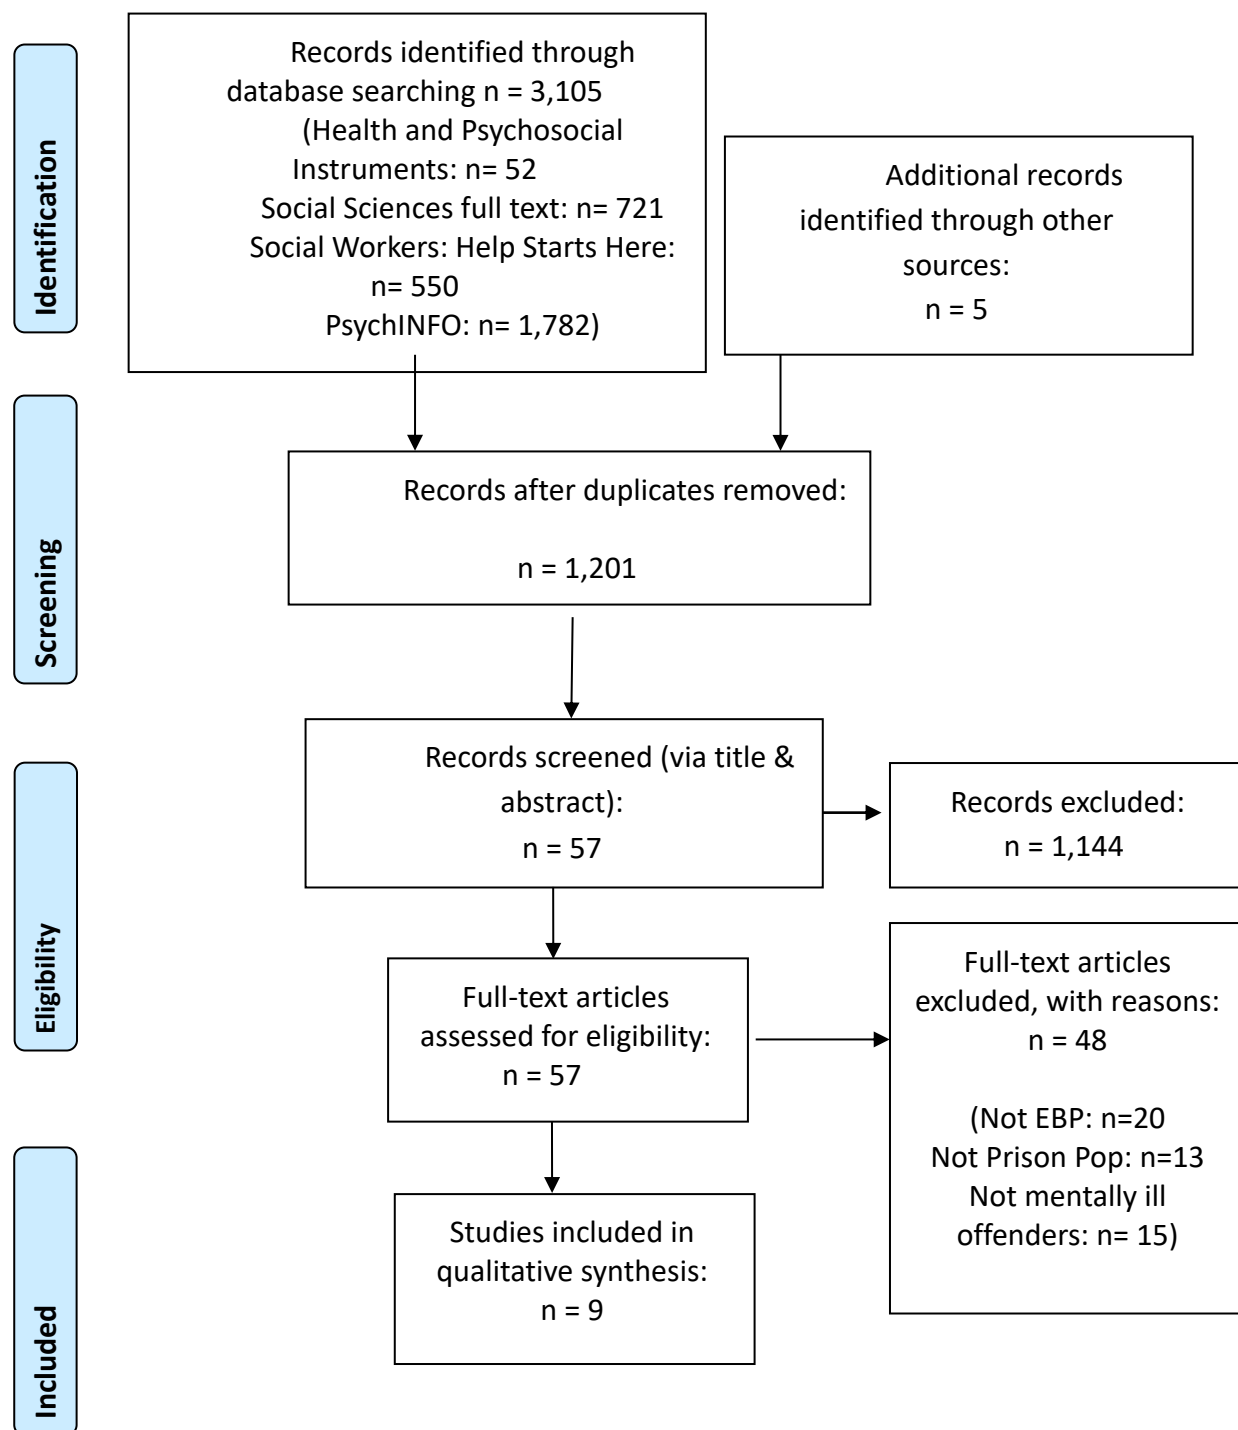 Identification
Records identified through
database searching n = 3,105
(Health and Psychosocial
Instruments: n= 52
Social Sciences full text: n= 721
Social Workers: Help Starts Here:
n= 550
PsychINFO: n= 1,782)
Additional records
identified through other
sources:
n = 5
Screening
Records after duplicates removed:
n = 1,201
Records screened (via title &
abstract):
n = 57
Records excluded:
n = 1,144
Eligibility
Full-text articles
assessed for eligibility:
n = 57
Full-text articles
excluded, with reasons:
n = 48
(Not EBP: n=20
Not Prison Pop: n=13
Not mentally ill
offenders: n= 15)
Included
Studies included in
qualitative synthesis:
n = 9